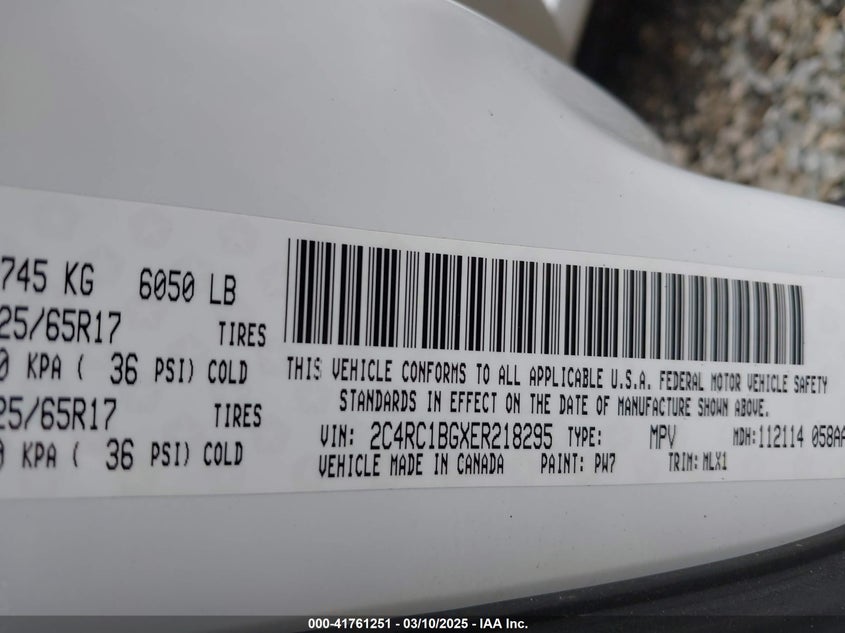 745 KG 6050 LB
25/65R17 TIRES
0 KPA ( 36 PSI) COLD
25/65R17 TIRES
0 KPA ( 36 PSI) COLD
THIS VEHICLE CONFORMS TO ALL APPLICABLE U.S.A. FEDERAL MOTOR VEHICLE SAFETY
STANDARDS IN EFFECT ON THE DATE OF MANUFACTURE SHOWN ABOVE.
VIN: 2C4RC1BGXER218295 TYPE: MPV MDH:112114 058AA
VEHICLE MADE IN CANADA PAINT: PW7 TRIM: MLX1
000-41761251 - 03/10/2025 - IAA Inc.